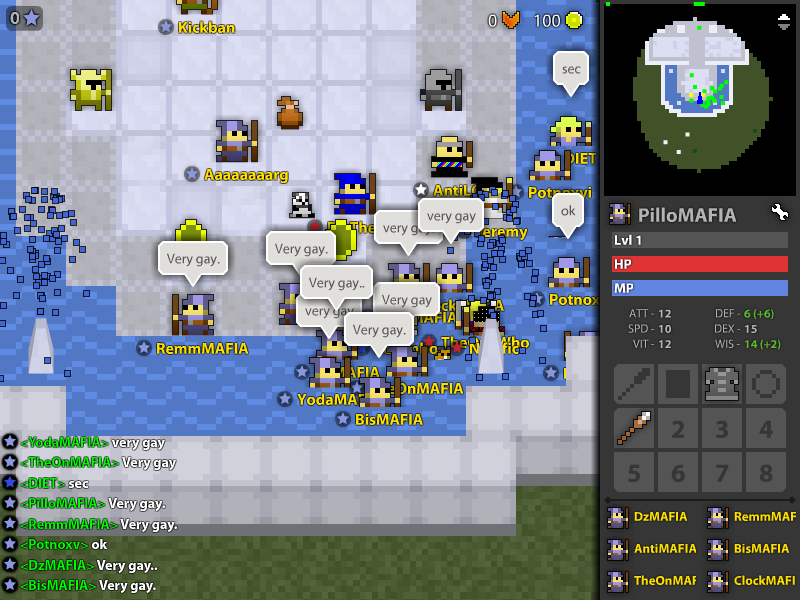 0
Kickban
0
100
sec
Aaaaaaaarg
DIET
Potnoxvi
AntiL
ok
very gay
eremy
Very gay.
Very gay.
Very gay..
Very gay
Very gay.
Potnox
RemmMAFIA
YodaMA
OnMAFIA
BisMAFIA
<YodaMAFIA> very gay
<TheOnMAFIA> Very gay
<DIET> sec
<PilloMAFIA> Very gay.
<RemmMAFIA> Very gay.
<Potnoxv> ok
<DzMAFIA> Very gay..
<BisMAFIA> Very gay.
PilloMAFIA
Lvl 1
HP
MP
ATT - 12 DEF - 6 (+6)
SPD - 10 DEX - 15
VIT - 12 WIS - 14 (+2)
2 3 4
5 6 7 8
DzMAFIA RemmMAF
AntiMAFIA BisMAFIA
TheOnMAF ClockMAFI